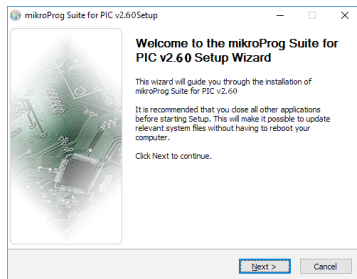 mikroProg Suite for PIC v2.60Setup
Welcome to the mikroProg Suite for
PIC v2.60 Setup Wizard
This wizard will guide you through the installation of
mikroProg Suite for PIC v2.60
It is recommended that you close all other applications
before starting Setup. This will make it possible to update
relevant system files without having to reboot your
computer.
Click Next to continue.
Next >
Cancel